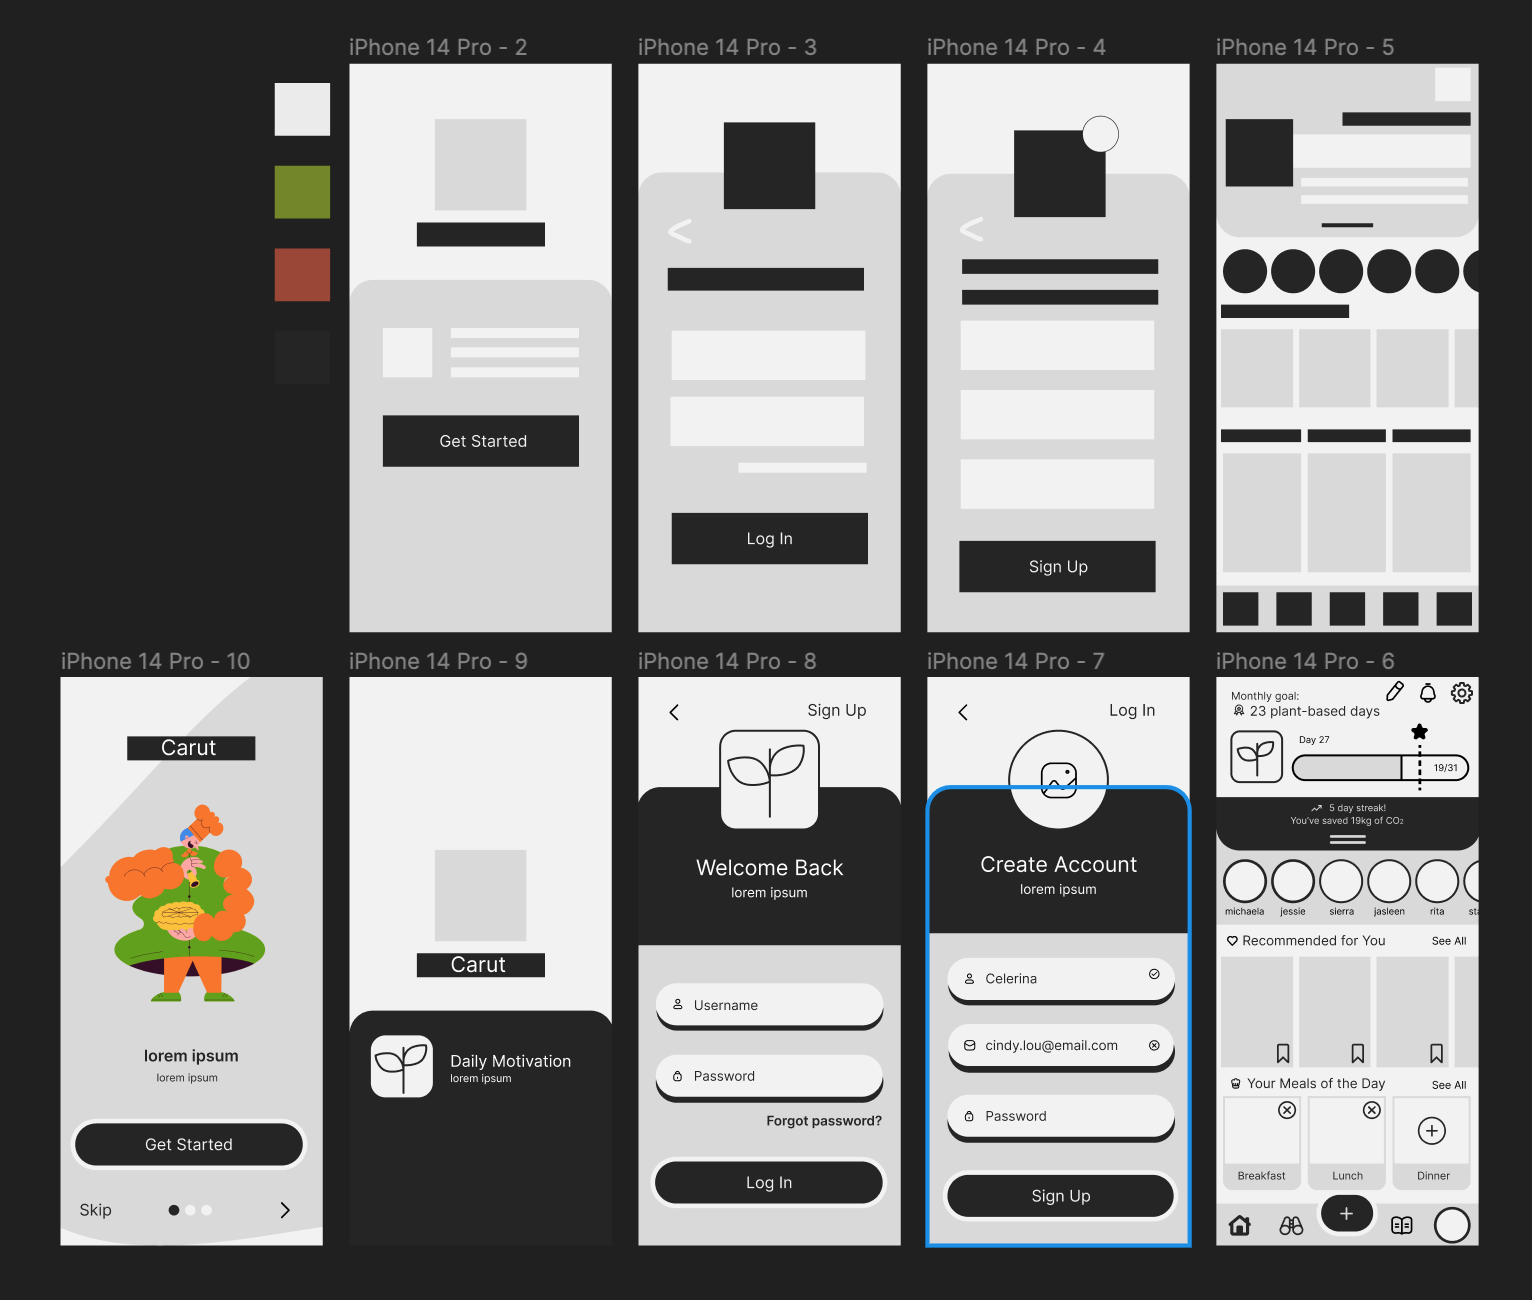 iPhone 14 Pro - 2
Get Started
iPhone 14 Pro - 3
Log In
iPhone 14 Pro - 4
Sign Up
iPhone 14 Pro - 5
iPhone 14 Pro - 10
Carut
lorem ipsum
lorem ipsum
Get Started
Skip
iPhone 14 Pro - 9
Carut
Daily Motivation
lorem ipsum
iPhone 14 Pro - 8
Sign Up
Welcome Back
lorem ipsum
Username
Password
Forgot password?
Log In
iPhone 14 Pro - 7
Log In
Create Account
lorem ipsum
Celerina
cindy.lou@email.com
Password
Sign Up
iPhone 14 Pro - 6
Monthly goal:
23 plant-based days
Day 27
19/31
5 day streak!
You've saved 19kg of CO₂
michaela jessie sierra jasleen rita sta
Recommended for You See All
Your Meals of the Day See All
Breakfast Lunch Dinner